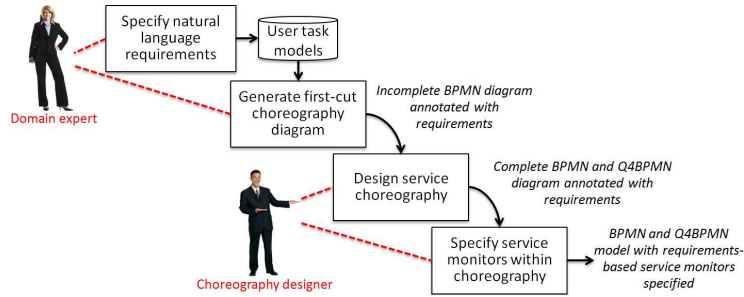 Specify natural
language
requirements
User task
models
Domain expert
Generate first-cut
choreography
diagram
Incomplete BPMN diagram
annotated with
requirements
Design service
choreography
Complete BPMN and Q4BPMN
diagram annotated with
requirements
Choreography designer
Specify service
monitors within
choreography
BPMN and Q4BPMN
model with requirements-
based service monitors
specified